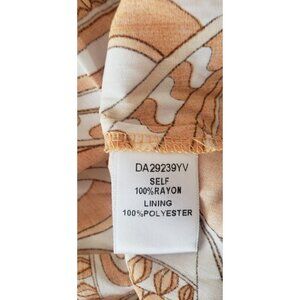 DA29239YV
SELF
100%RAYON
LINING
100%POLYESTER